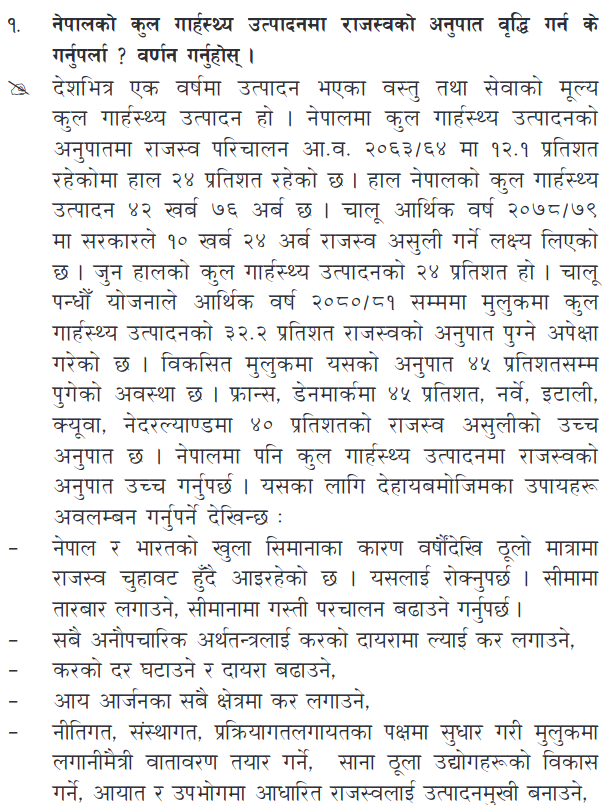 १. नेपालको कुल गार्हस्थ्य उत्पादनमा राजस्वको अनुपात वृद्धि गर्न के
गर्नुपर्ला ? वर्णन गर्नुहोस् ।
देशभित्र एक वर्षमा उत्पादन भएका वस्तु तथा सेवाको मूल्य
कुल गार्हस्थ्य उत्पादन हो । नेपालमा कुल गार्हस्थ्य उत्पादनको
अनुपातमा राजस्व परिचालन आ.व. २०६३/६४ मा १२.१ प्रतिशत
रहेकोमा हाल २४ प्रतिशत रहेको छ । हाल नेपालको कुल गार्हस्थ्य
उत्पादन ४२ खर्ब ७६ अर्ब छ । चालू आर्थिक वर्ष २०७८/७९
मा सरकारले १० खर्ब २४ अर्ब राजस्व असुली गर्ने लक्ष्य लिएको
छ । जुन हालको कुल गार्हस्थ्य उत्पादनको २४ प्रतिशत हो । चालू
पन्ध्रौँ योजनाले आर्थिक वर्ष २०८०/८१ सम्ममा मुलुकमा कुल
गार्हस्थ्य उत्पादनको ३२.२ प्रतिशत राजस्वको अनुपात पुग्ने अपेक्षा
गरेको छ । विकसित मुलुकमा यसको अनुपात ४५ प्रतिशतसम्म
पुगेको अवस्था छ । फ्रान्स, डेनमार्कमा ४५ प्रतिशत, नर्वे, इटाली,
क्यूवा, नेदरल्याण्डमा ४० प्रतिशतको राजस्व असुलीको उच्च
अनुपात छ । नेपालमा पनि कुल गार्हस्थ्य उत्पादनमा राजस्वको
अनुपात उच्च गर्नुपर्छ । यसका लागि देहायबमोजिमका उपायहरू
अवलम्बन गर्नुपर्ने देखिन्छ :
– नेपाल र भारतको खुला सिमानाका कारण वर्षौंदेखि ठूलो मात्रामा
राजस्व चुहावट हुँदै आइरहेको छ । यसलाई रोक्नुपर्छ । सीमामा
तारबार लगाउने, सीमानामा गस्ती परचालन बढाउने गर्नुपर्छ ।
– सबै अनौपचारिक अर्थतन्त्रलाई करको दायरामा ल्याई कर लगाउने,
– करको दर घटाउने र दायरा बढाउने,
– आय आर्जनका सबै क्षेत्रमा कर लगाउने,
– नीतिगत, संस्थागत, प्रक्रियागतलगायतका पक्षमा सुधार गरी मुलुकमा
लगानीमैत्री वातावरण तयार गर्ने, साना ठूला उद्योगहरूको विकास
गर्ने, आयात र उपभोगमा आधारित राजस्वलाई उत्पादनमुखी बनाउने,